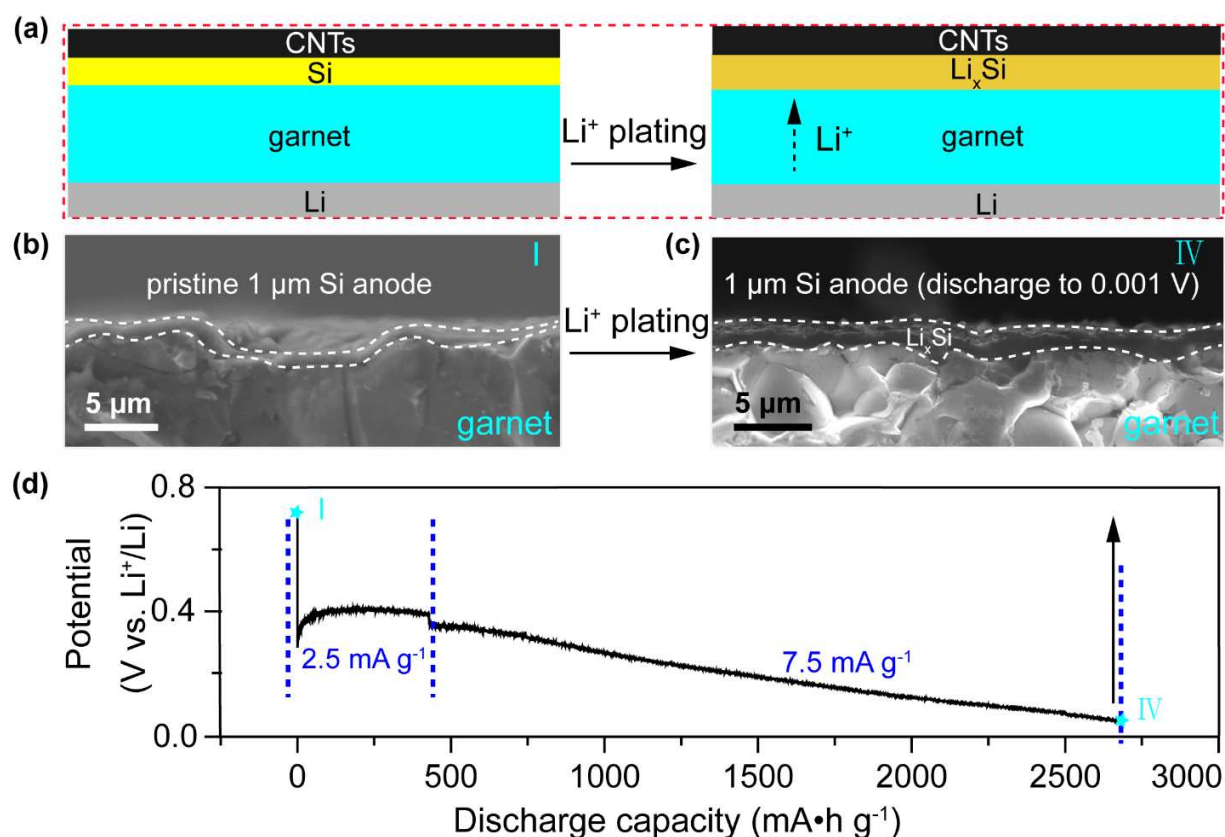 (a)
CNTs
Si
garnet
Li
Li⁺ plating
CNTs
LiₓSi
Li⁺
garnet
Li
(b)
I
pristine 1 μm Si anode
5 μm
garnet
Li⁺ plating
(c)
IV
1 μm Si anode (discharge to 0.001 V)
LiₓSi
5 μm
garnet
(d)
Potential
(V vs. Li⁺/Li)
0.8
0.4
0.0
I
2.5 mA g⁻¹
7.5 mA g⁻¹
IV
0
500
1000
1500
2000
2500
3000
Discharge capacity (mA•h g⁻¹)